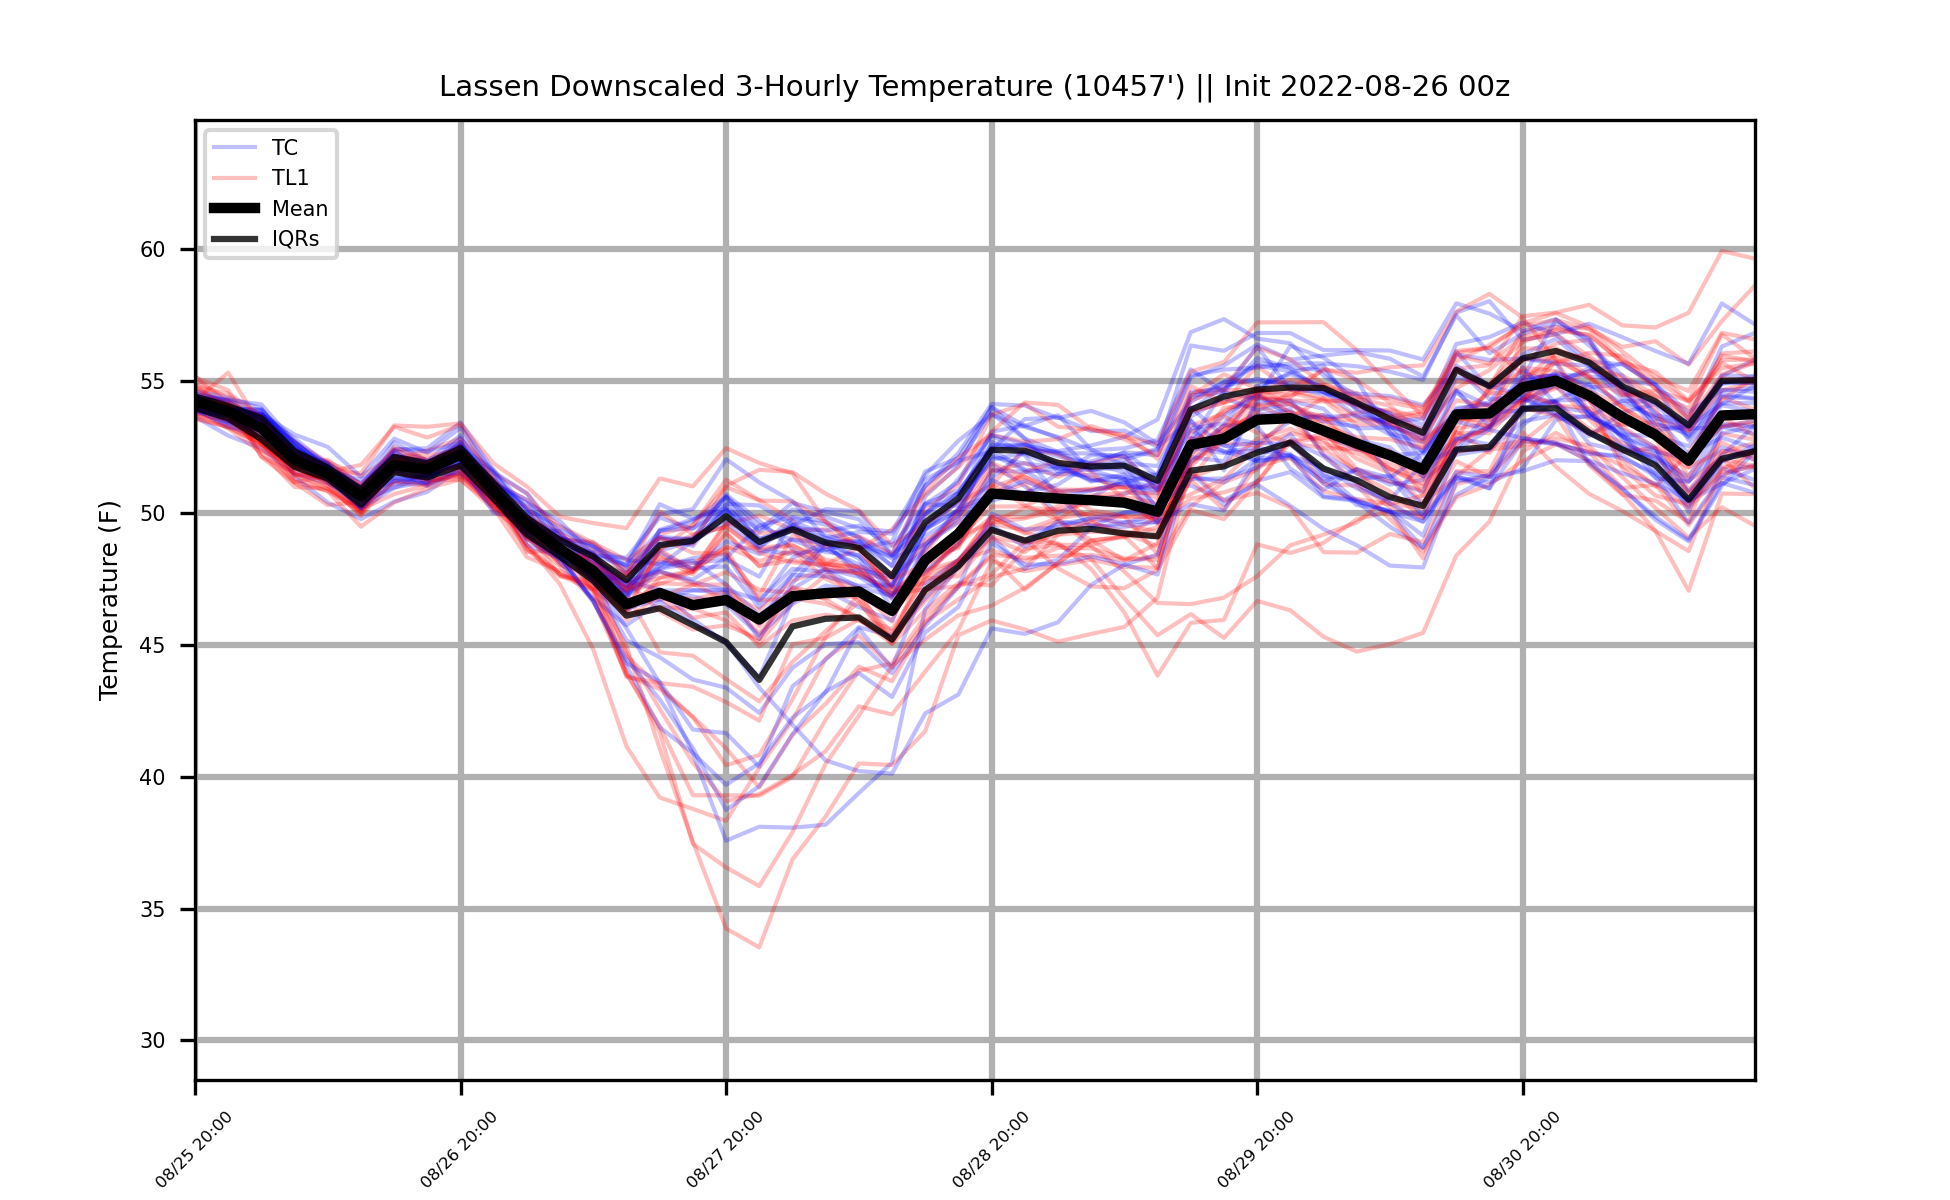 Lassen Downscaled 3-Hourly Temperature (10457') || Init 2022-08-26 00z
TC
TL1
Mean
IQRs
Temperature (F)
60
55
50
45
40
35
30
08/25 20:00
08/26 20:00
08/27 20:00
08/28 20:00
08/29 20:00
08/30 20:00